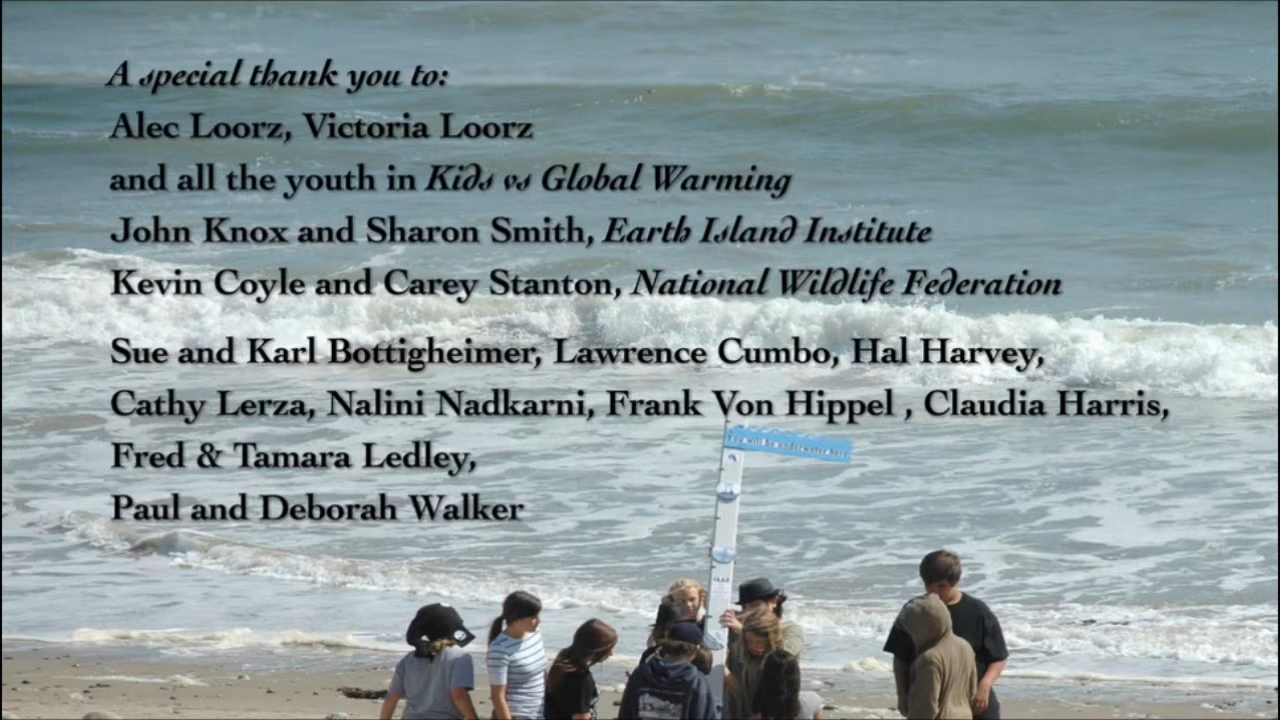 A special thank you to:
Alec Loorz, Victoria Loorz
and all the youth in Kids vs Global Warming
John Knox and Sharon Smith, Earth Island Institute
Kevin Coyle and Carey Stanton, National Wildlife Federation
Sue and Karl Bottigheimer, Lawrence Cumbo, Hal Harvey,
Cathy Lerza, Nalini Nadkarni, Frank Von Hippel , Claudia Harris,
Fred & Tamara Ledley,
Paul and Deborah Walker